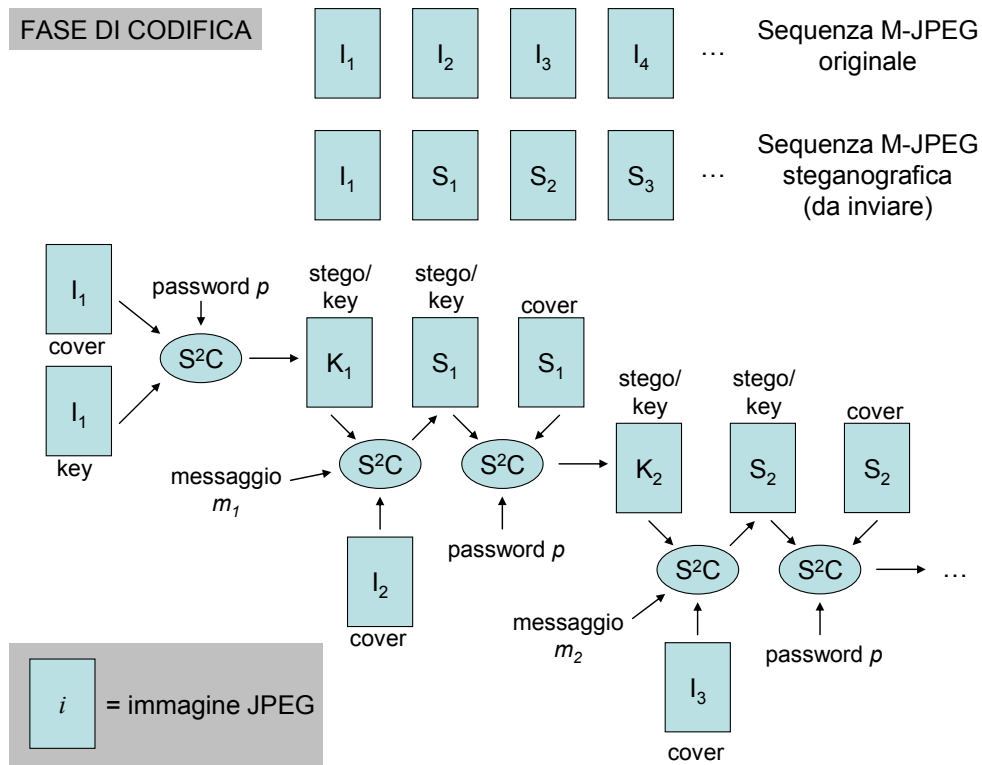 FASE DI CODIFICA
I1 I2 I3 I4 … Sequenza M-JPEG
originale
I1 S1 S2 S3 … Sequenza M-JPEG
steganografica
(da inviare)
I1
cover
password p
I1
key
S²C
stego/
key
K1
stego/
key
S1
cover
S1
messaggio
m1
S²C
I2
cover
S²C
password p
stego/
key
K2
stego/
key
S2
cover
S2
messaggio
m2
S²C
I3
cover
S²C
password p
…
i = immagine JPEG